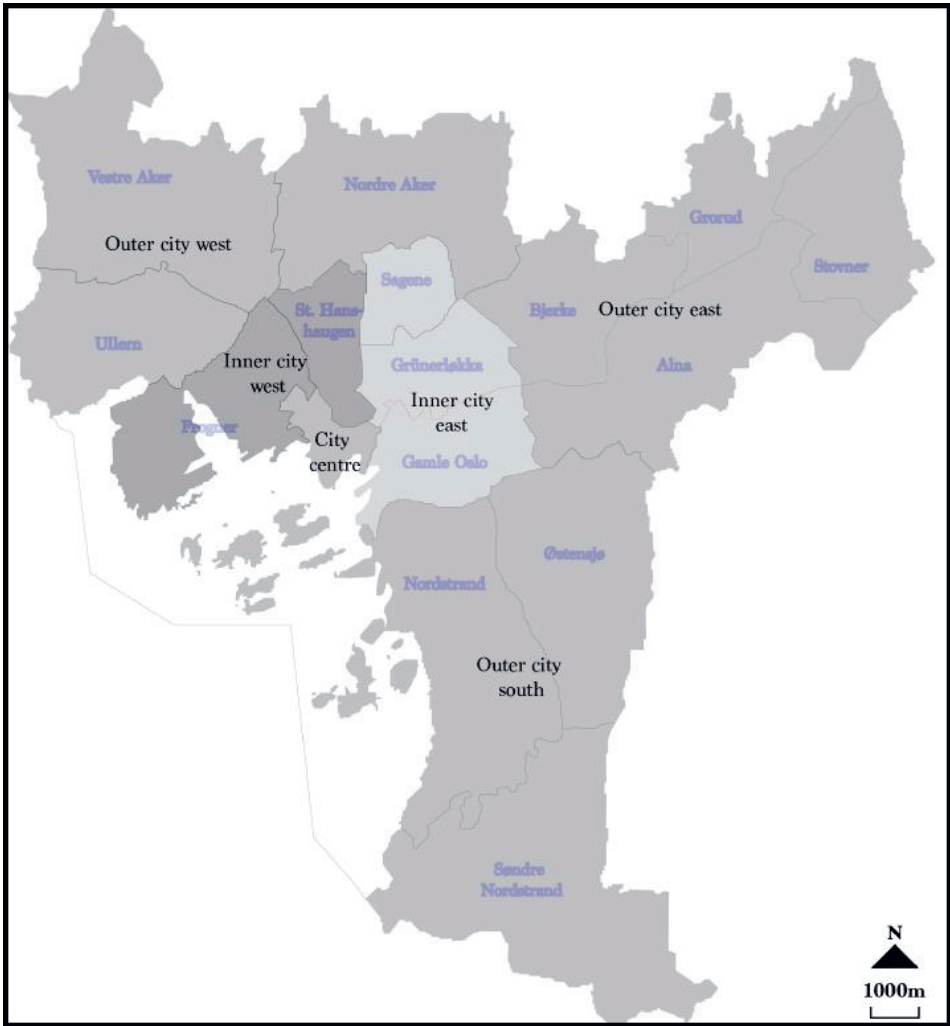 Vestre Aker
Nordre Aker
Grorud
Outer city west
Stovner
Sagene
St. Hans-
haugen
Bjerke
Outer city east
Ullern
Inner city
west
Grünerløkka
Alna
Inner city
east
Frogner
City
centre
Gamle Oslo
Østensjø
Nordstrand
Outer city
south
Søndre
Nordstrand
N
1000m